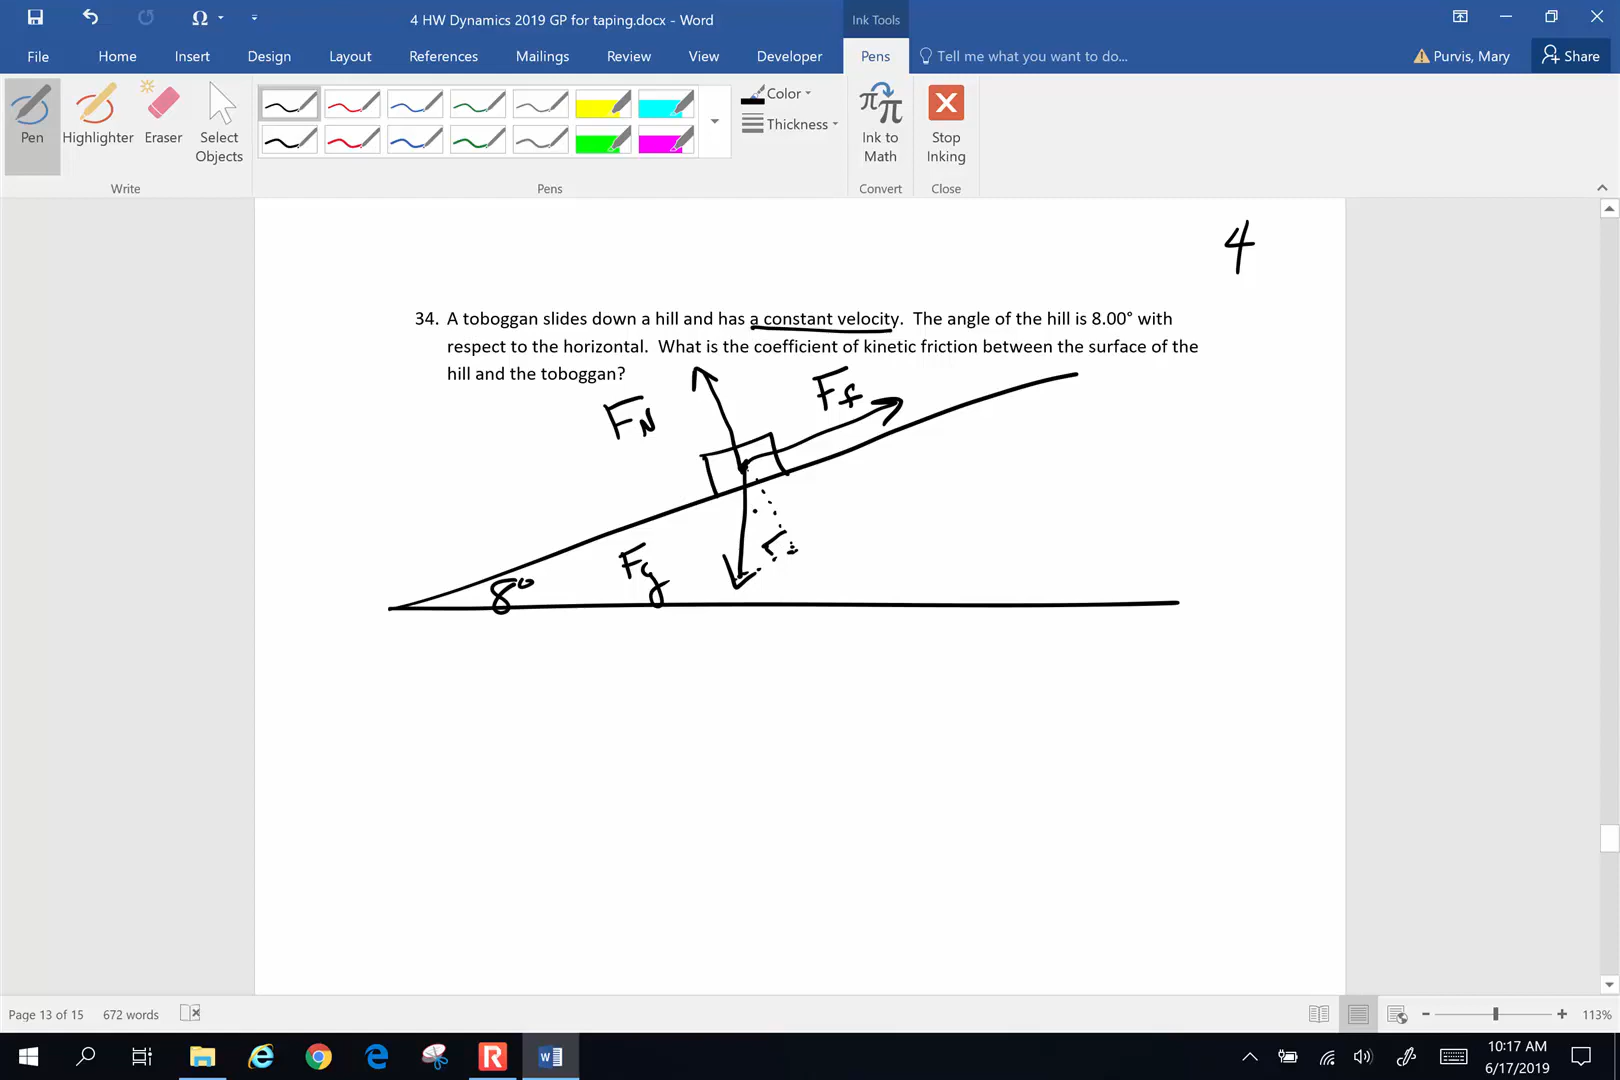 4 HW Dynamics 2019 GP for taping.docx - Word
Ink Tools
File Home Insert Design Layout References Mailings Review View Developer Pens Tell me what you want to do... Purvis, Mary Share
Pen Highlighter Eraser Select Objects
Color
Thickness
Ink to Math
Stop Inking
Write Pens Convert Close
4
34. A toboggan slides down a hill and has a constant velocity. The angle of the hill is 8.00° with
respect to the horizontal. What is the coefficient of kinetic friction between the surface of the
hill and the toboggan?
FN
Ff
Fg
8°
Page 13 of 15 672 words 113%
10:17 AM
6/17/2019